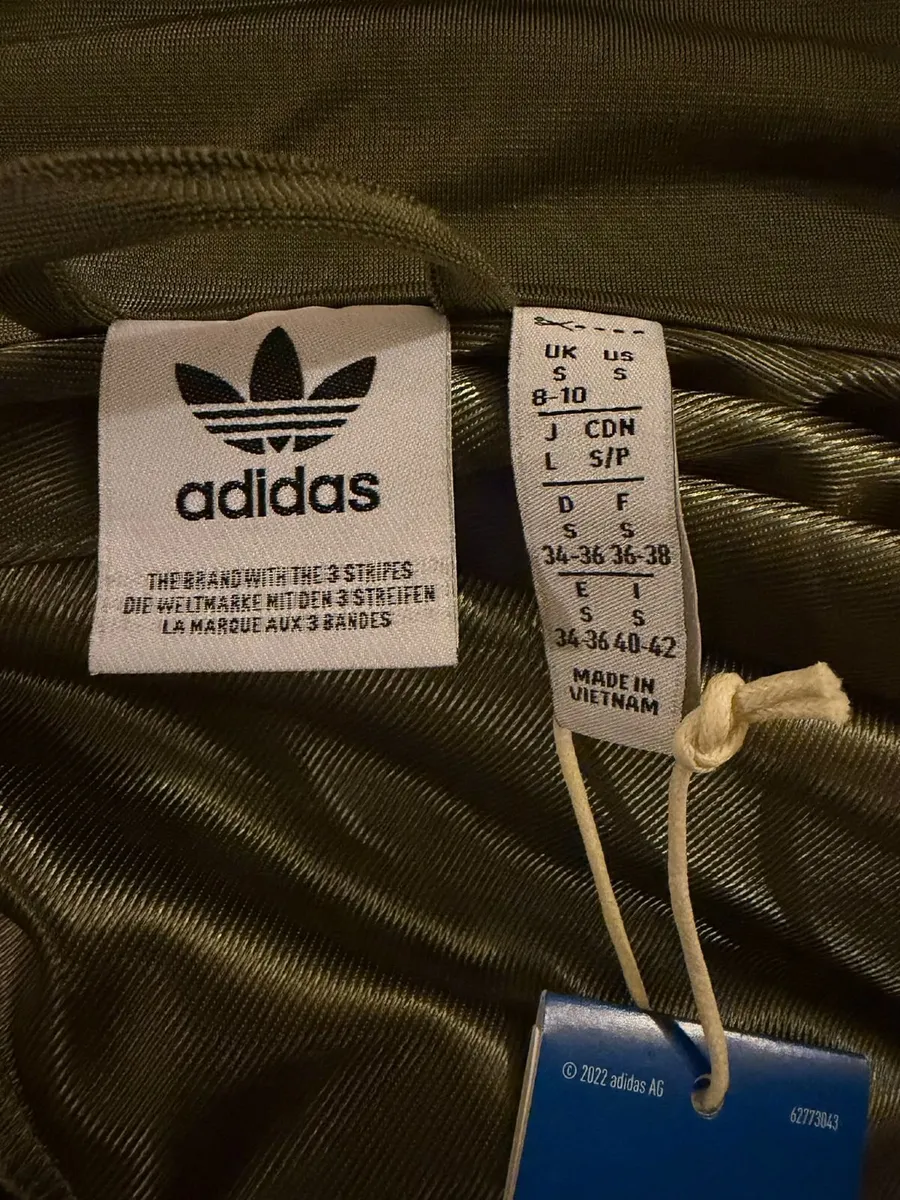 adidas
THE BRAND WITH THE 3 STRIPES
DIE WELTMARKE MIT DEN 3 STREIFEN
LA MARQUE AUX 3 BANDES
UK US
S S
8-10
J CDN
L S/P
D F
S S
34-36 36-38
E I
S S
34-36 40-42
MADE IN
VIETNAM
© 2022 adidas AG
62773043